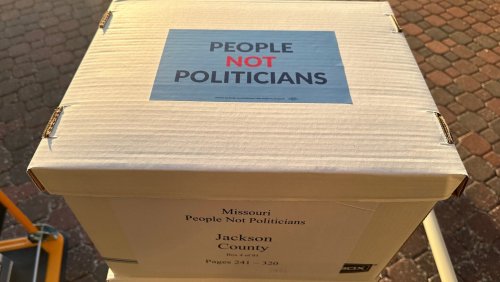 PEOPLE
NOT
POLITICIANS
Missouri
People Not Politicians
Jackson
County
Pages 241 – 320